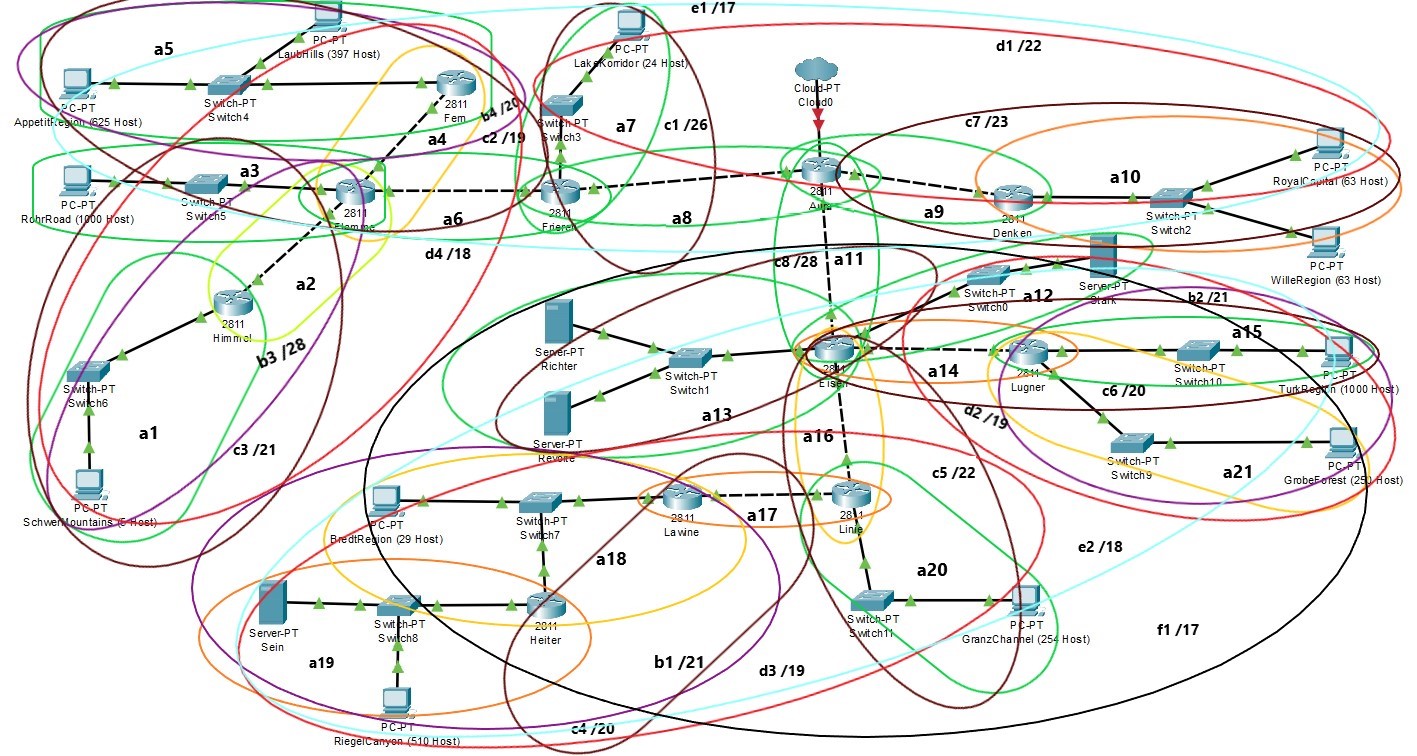 e1 /17
PC-PT
LaubHills (397 Host)
a5
PC-PT
LakeKorridor (24 Host)
d1 /22
Cloud-PT
Cloud0
PC-PT
AppetitRegion (625 Host)
Switch-PT
Switch4
2811
Fern
b4 /20
a4
c2 /19
Switch-PT
Switch3
a7
c1 /26
c7 /23
PC-PT
RoyalCapital (63 Host)
a3
PC-PT
RohrRoad (1000 Host)
Switch-PT
Switch5
2811
Flamme
a6
2811
Frieren
a8
2811
Aura
a9
2811
Denken
a10
Switch-PT
Switch2
PC-PT
WilleRegion (63 Host)
d4 /18
c8 /28
a11
a2
2811
Himmel
b3 /28
Switch-PT
Switch0
a12
Server-PT
Stark
b2 /21
a15
Server-PT
Richter
Switch-PT
Switch1
2811
Eisen
a14
2811
Lugner
Switch-PT
Switch10
PC-PT
TurkRegion (1000 Host)
c6 /20
Switch-PT
Switch6
a1
c3 /21
Server-PT
Revolte
a13
a16
d2 /19
Switch-PT
Switch9
a21
PC-PT
PC-PT
SchwerMountains (5 Host)
PC-PT
BredtRegion (29 Host)
Switch-PT
Switch7
2811
Lawine
a17
2811
Linie
c5 /22
e2 /18
a18
a20
Server-PT
Sein
Switch-PT
Switch8
2811
Heiter
Switch-PT
Switch11
PC-PT
GranzChannel (254 Host)
f1 /17
a19
b1 /21
d3 /19
PC-PT
RiegelCanyon (510 Host)
c4 /20